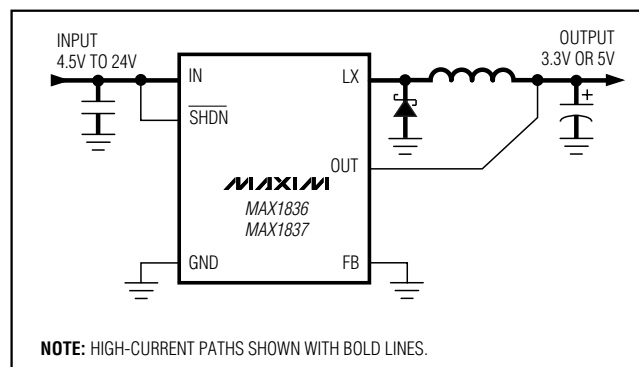 INPUT
4.5V TO 24V
OUTPUT
3.3V OR 5V
IN
LX
SHDN
+
OUT
MAXIM
MAX1836
MAX1837
GND
FB
NOTE: HIGH-CURRENT PATHS SHOWN WITH BOLD LINES.